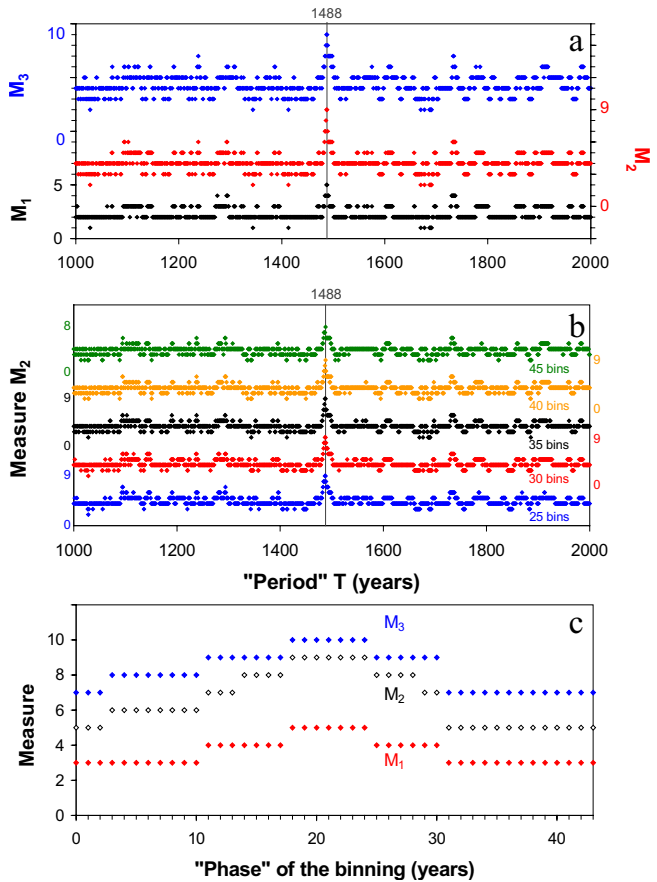 1488
a
10
0
M3
9
0
M2
5
0
M1
1000 1200 1400 1600 1800 2000
1488
b
8
0
45 bins
9
0
40 bins
9
0
35 bins
9
0
30 bins
9
0
25 bins
Measure M2
1000 1200 1400 1600 1800 2000
"Period" T (years)
c
10
8
6
4
2
0
M3
M2
M1
Measure
0 10 20 30 40
"Phase" of the binning (years)